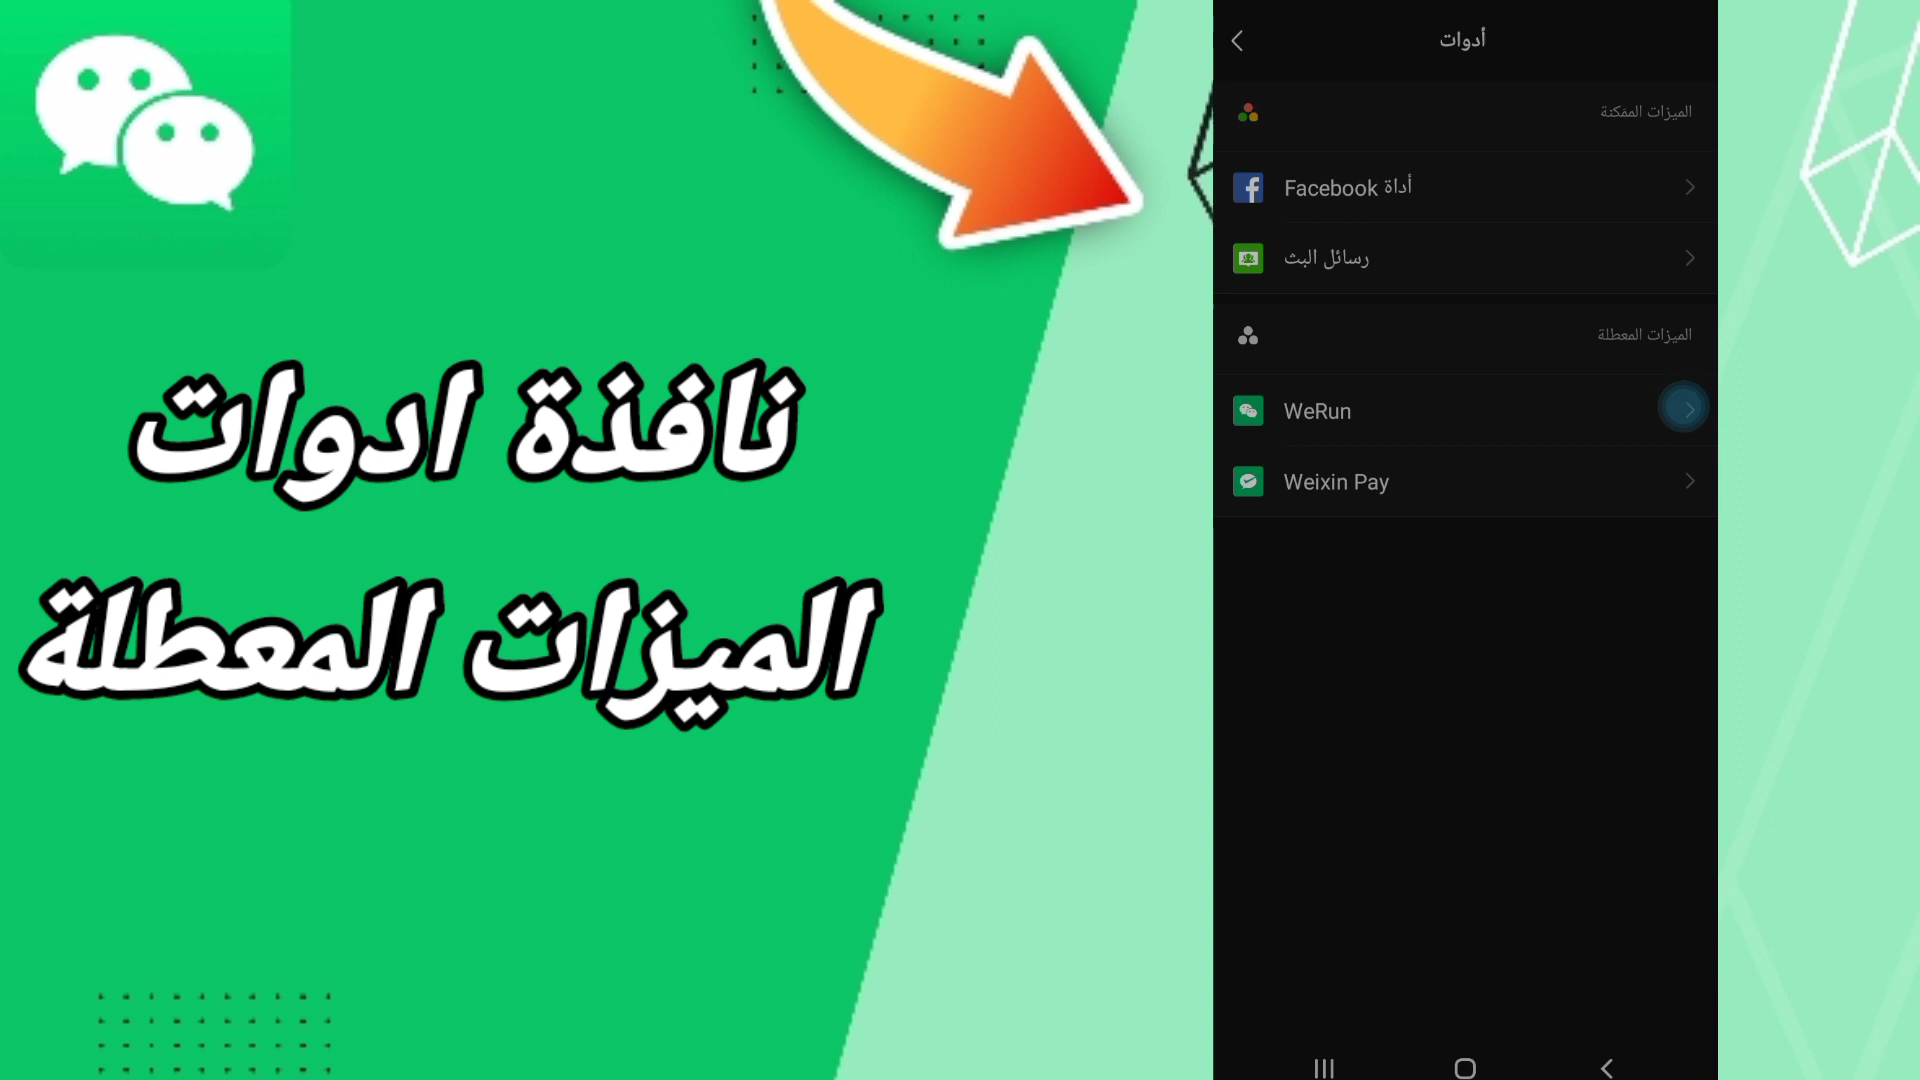 نافذة ادوات
الميزات المعطلة
أدوات
الميزات الممكنة
أداة Facebook
رسائل البث
الميزات المعطلة
WeRun
Weixin Pay